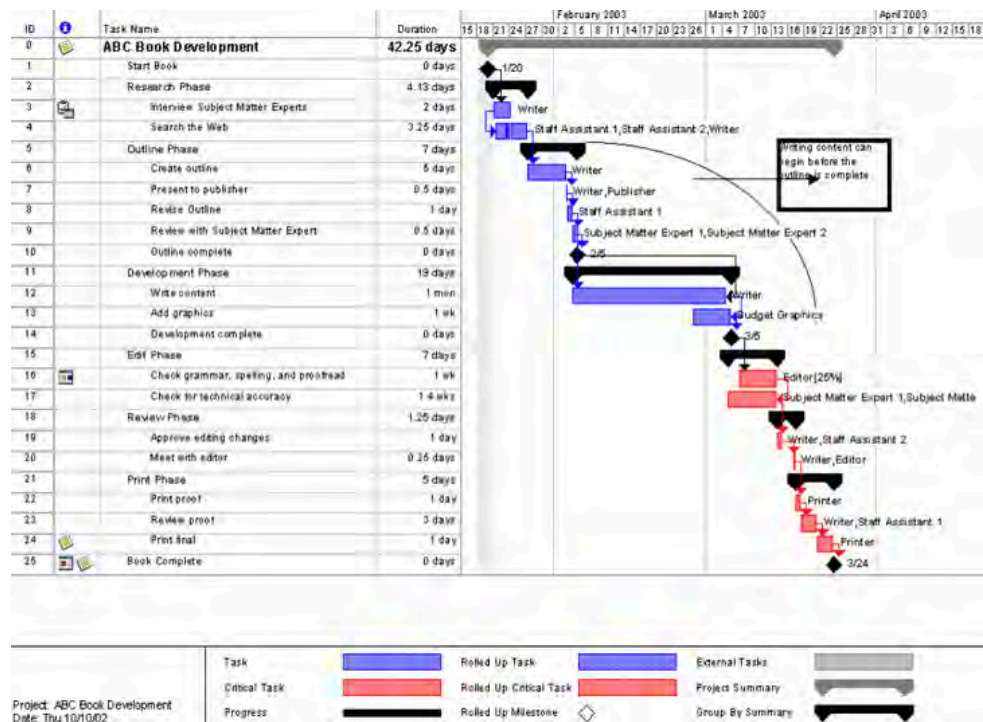 February 2003 March 2003 April 2003
ID Task Name Duration 15 18 21 24 27 30 2 5 8 11 14 17 20 23 26 1 4 7 10 13 16 19 22 25 28 31 3 6 9 12 15 18
0 ABC Book Development 42.25 days
1 Start Book 0 days 1/20
2 Research Phase 4.13 days
3 Interview Subject Matter Experts 2 days Writer
4 Search the Web 3.25 days Staff Assistant 1,Staff Assistant 2,Writer
5 Outline Phase 7 days
Writing content can
begin before the
outline is complete
6 Create outline 5 days Writer
7 Present to publisher 0.5 days Writer,Publisher
8 Revise Outline 1 day Staff Assistant 1
9 Review with Subject Matter Expert 0.5 days Subject Matter Expert 1,Subject Matter Expert 2
10 Outline complete 0 days 2/5
11 Development Phase 19 days
12 Write content 1 mon Writer
13 Add graphics 1 wk Budget Graphics
14 Development complete 0 days 3/5
15 Edit Phase 7 days
16 Check grammar, spelling, and proofread 1 wk Editor[25%]
17 Check for technical accuracy 1.4 wks Subject Matter Expert 1,Subject Matte
18 Review Phase 1.25 days
19 Approve editing changes 1 day Writer,Staff Assistant 2
20 Meet with editor 0.25 days Writer,Editor
21 Print Phase 5 days
22 Print proof 1 day Printer
23 Review proof 3 days Writer,Staff Assistant 1
24 Print final 1 day Printer
25 Book Complete 0 days 3/24
Task Rolled Up Task External Tasks
Critical Task Rolled Up Critical Task Project Summary
Progress Rolled Up Milestone Group By Summary
Project: ABC Book Development
Date: Thu 10/10/02